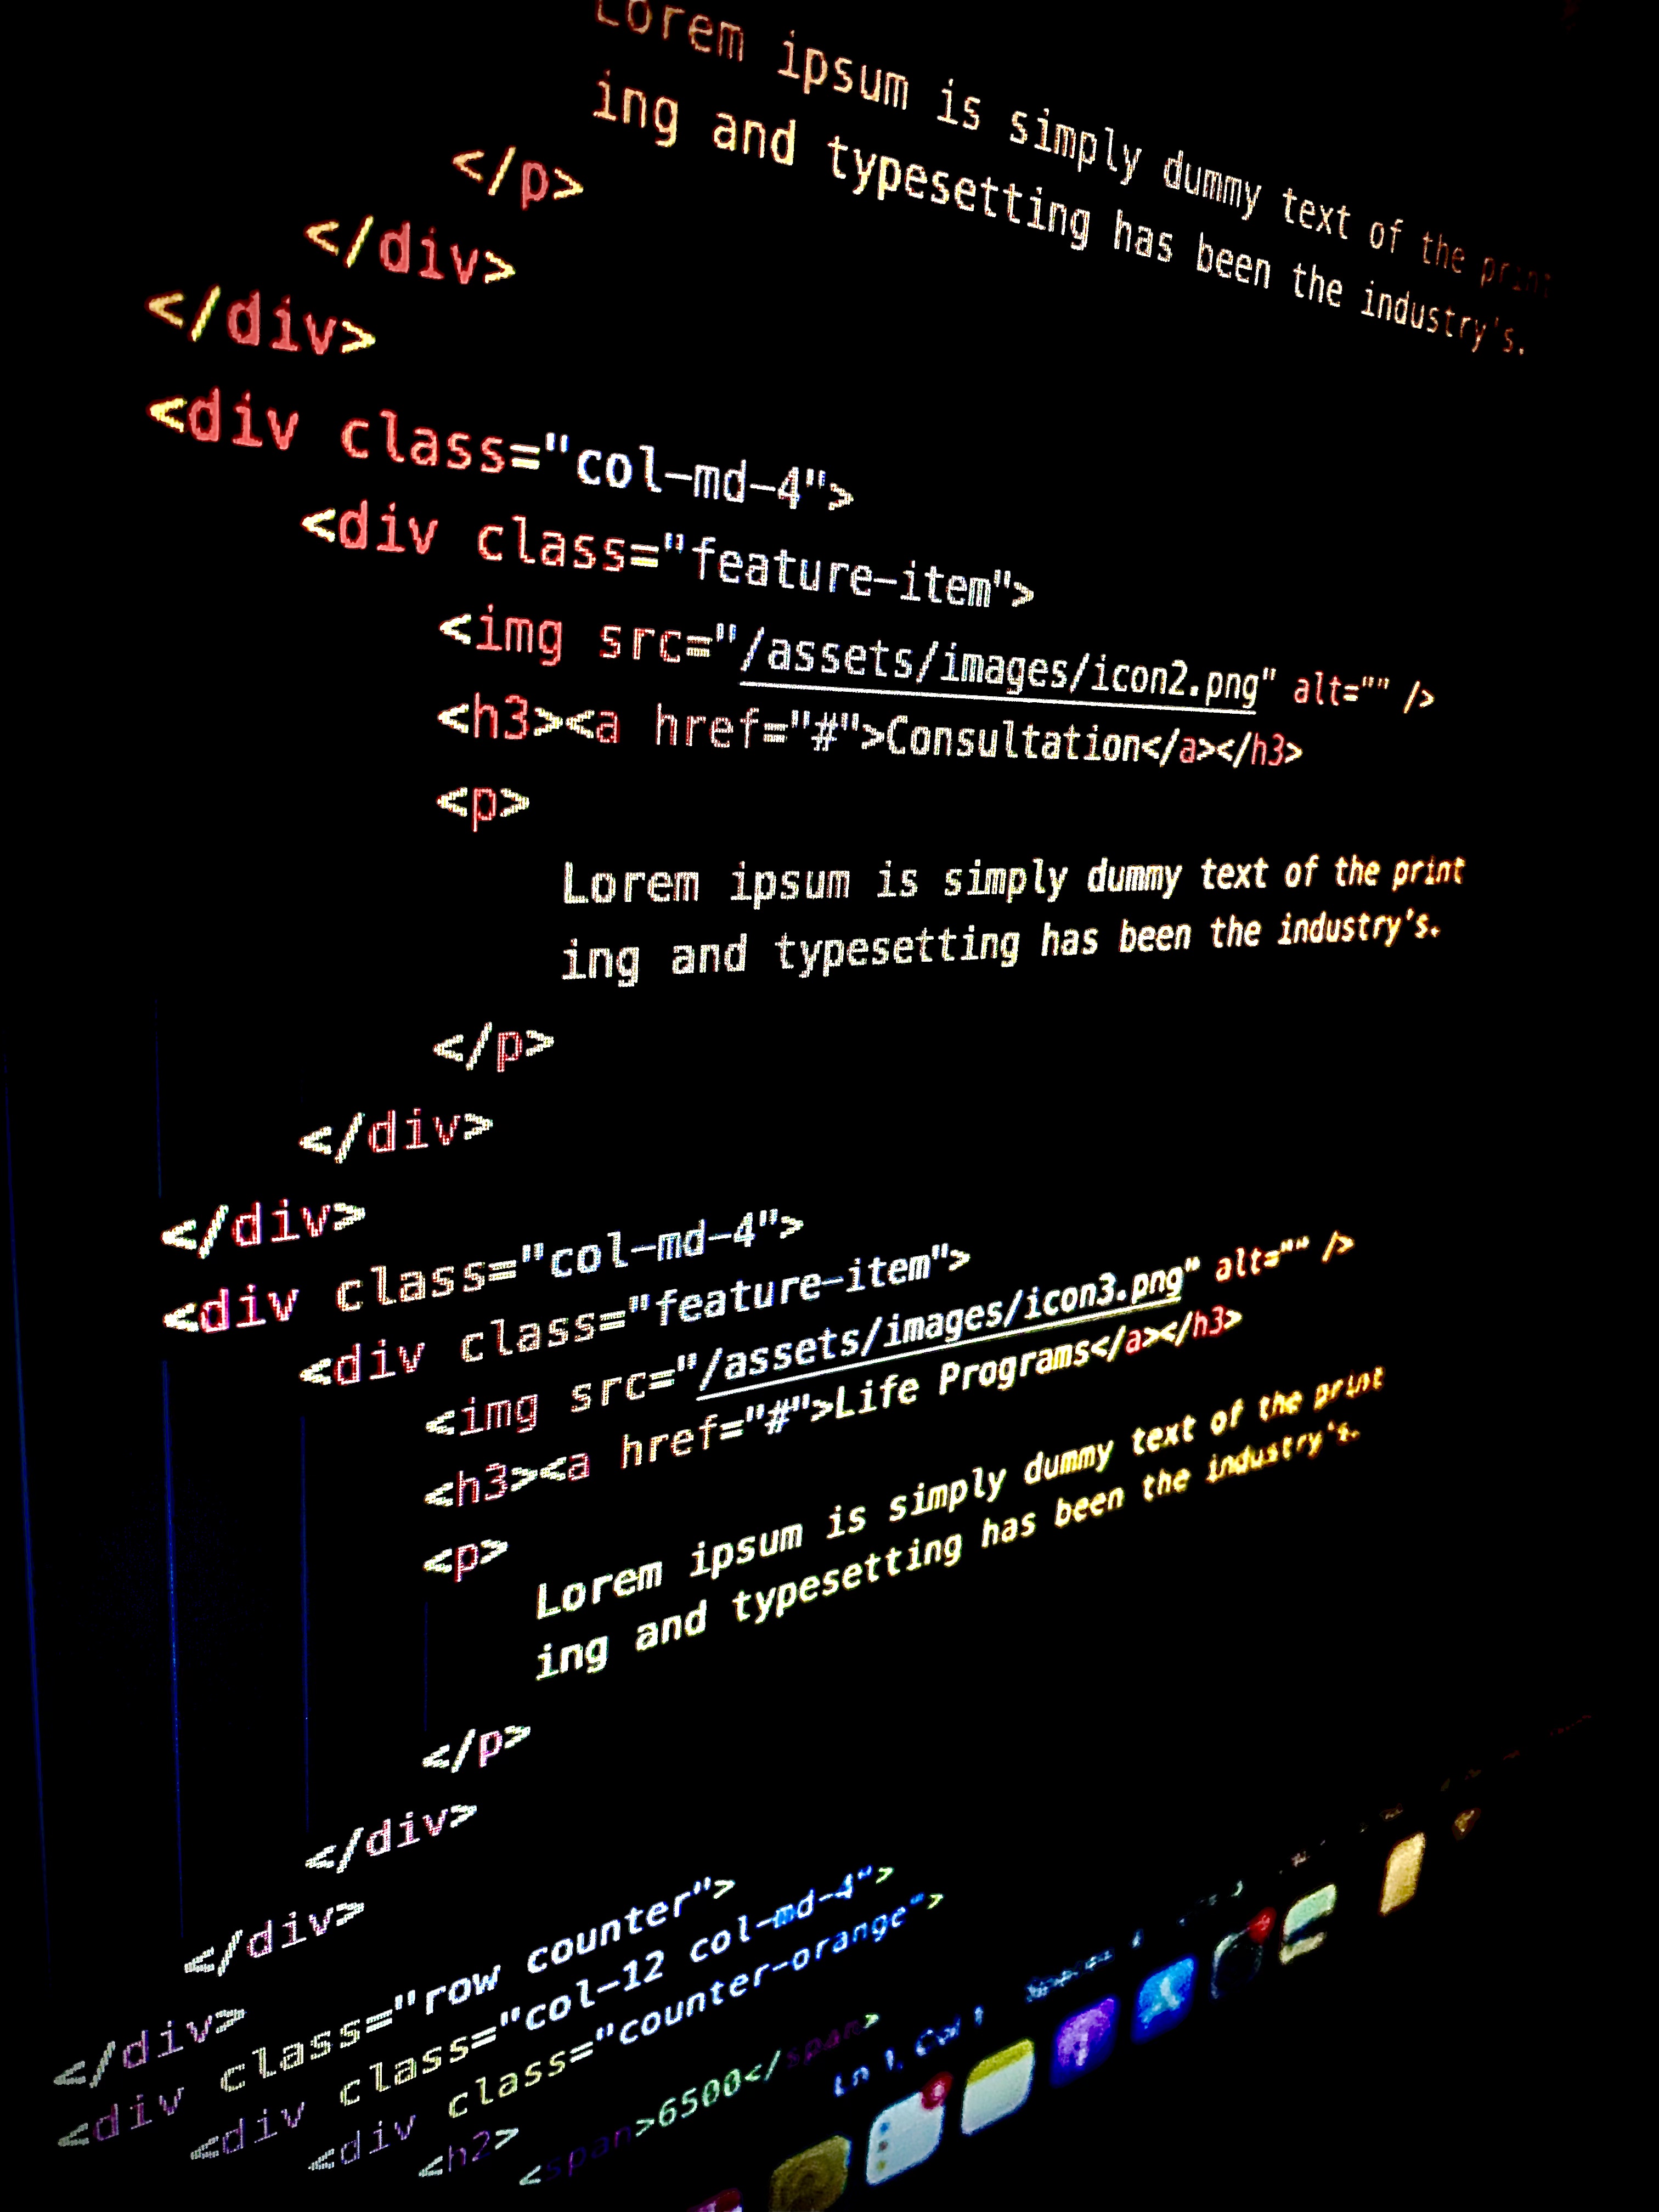 Lorem ipsum is simply dummy text of the print
ing and typesetting has been the industry's.
</p>
</div>
</div>
<div class="col-md-4">
<div class="feature-item">
<img src="/assets/images/icon2.png" alt="" />
<h3><a href="#">Consultation</a></h3>
<p>
Lorem ipsum is simply dummy text of the print
ing and typesetting has been the industry's.
</p>
</div>
</div>
<div class="col-md-4">
<div class="feature-item">
<img src="/assets/images/icon3.png" alt="" />
<h3><a href="#">Life Programs</a></h3>
<p>
Lorem ipsum is simply dummy text of the print
ing and typesetting has been the industry's.
</p>
</div>
</div>
</div>
<div class="row counter">
<div class="col-12 col-md-4">
<div class="counter-orange">
<h2>
<span>6500</span>
Ln 1, Col 1